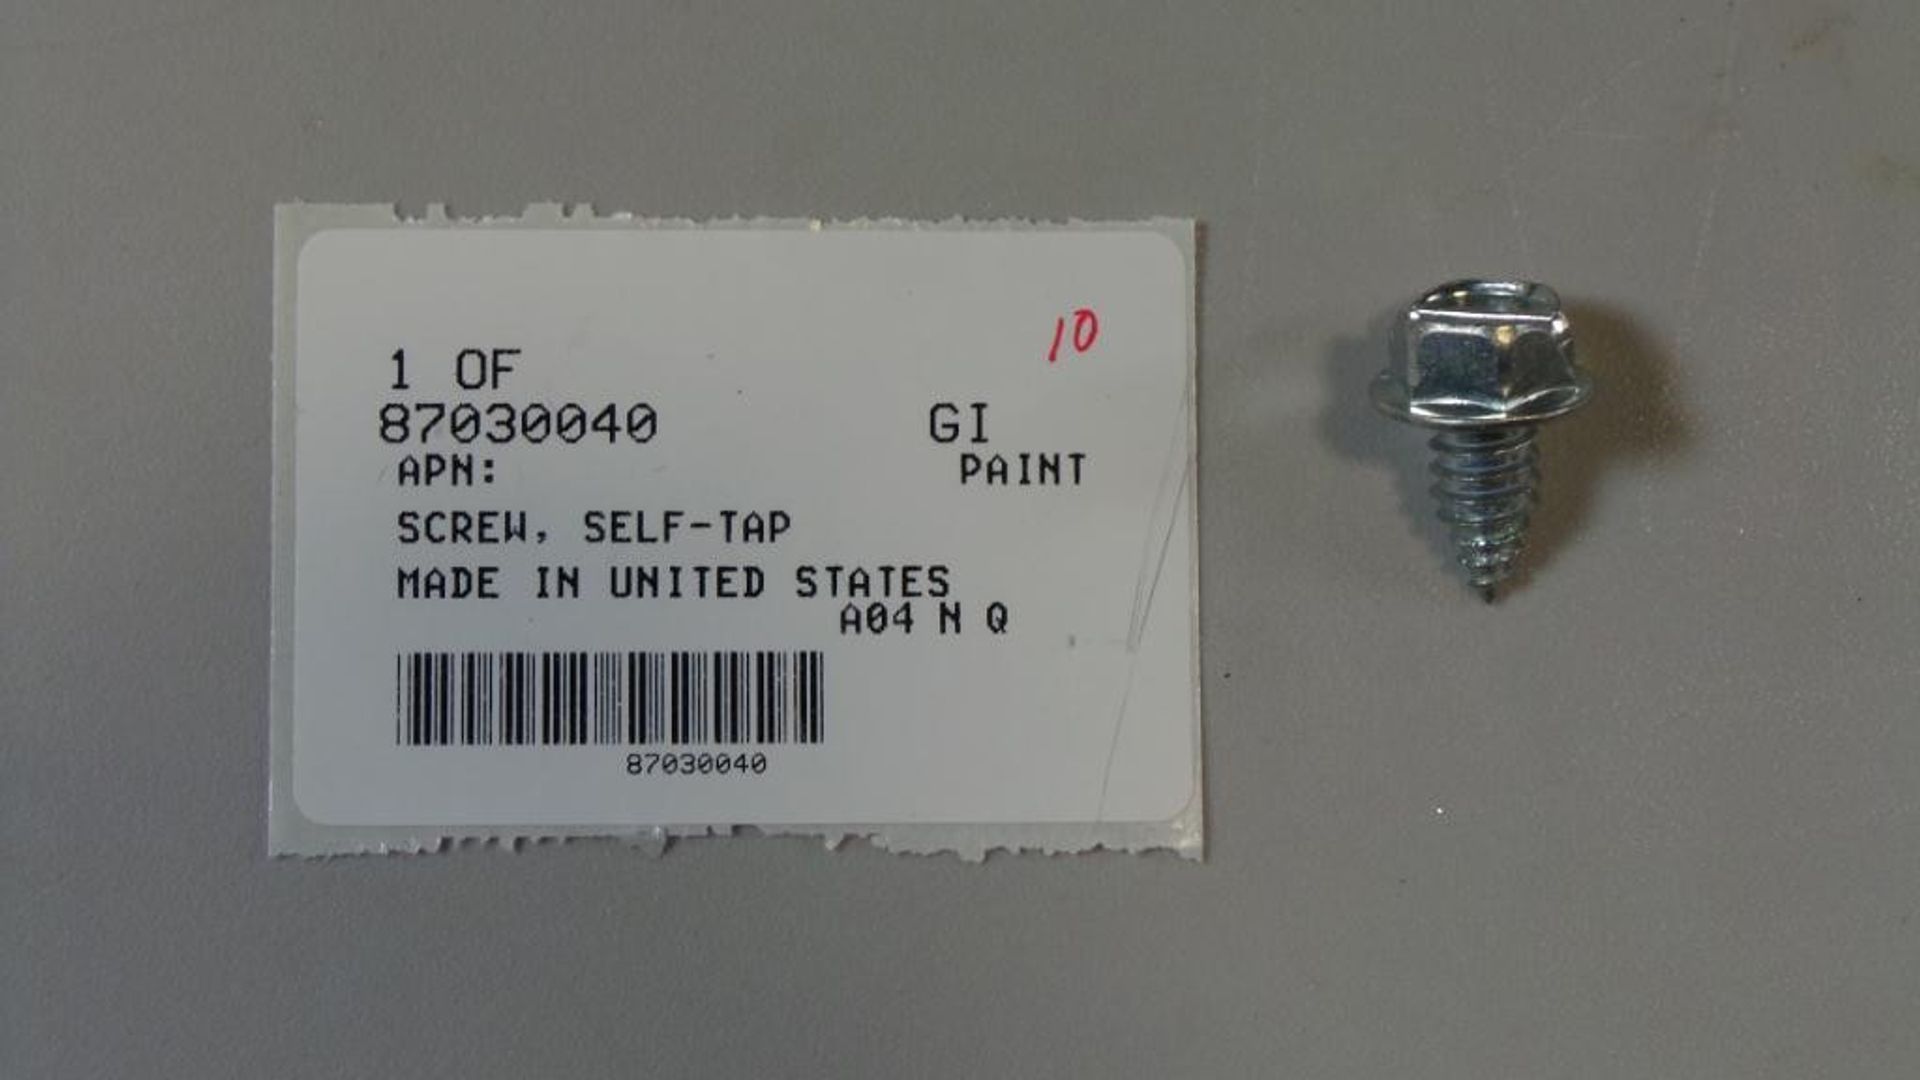 10
1 OF
87030040 GI
APN: PAINT
SCREW, SELF-TAP
MADE IN UNITED STATES
A04 N Q
87030040